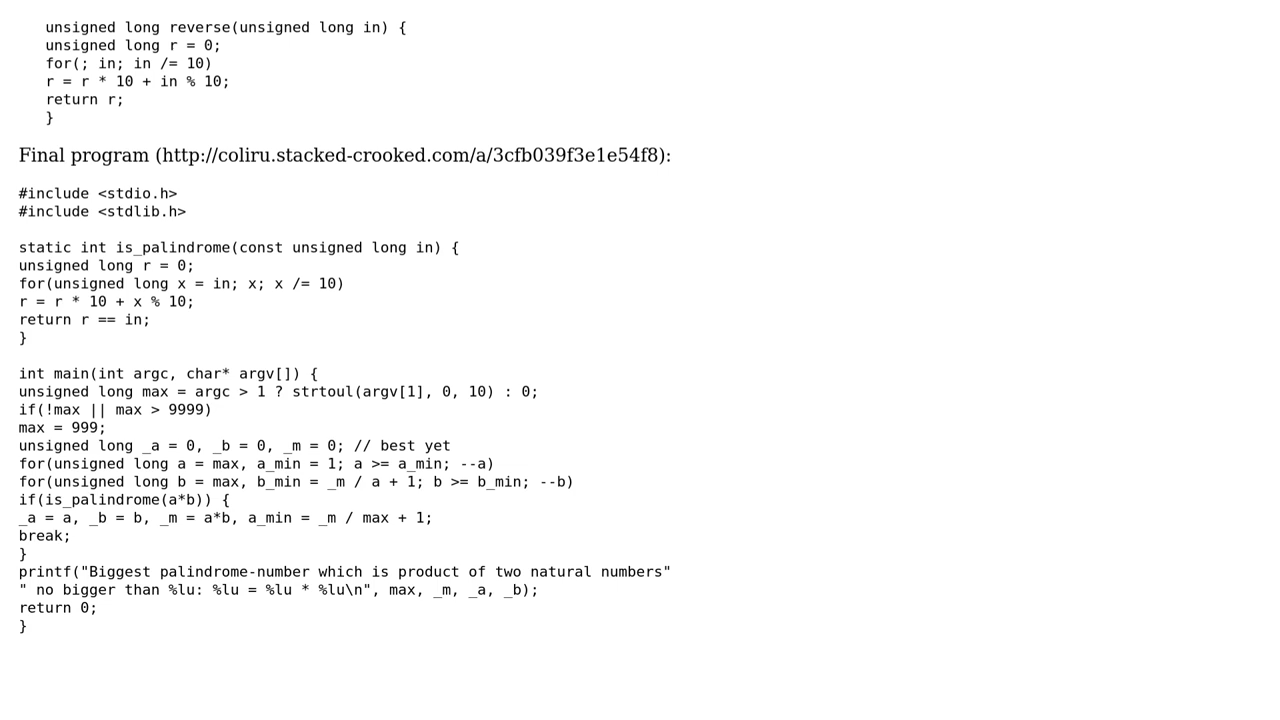 unsigned long reverse(unsigned long in) {
unsigned long r = 0;
for(; in; in /= 10)
r = r * 10 + in % 10;
return r;
}
Final program (http://coliru.stacked-crooked.com/a/3cfb039f3e1e54f8):
#include <stdio.h>
#include <stdlib.h>
static int is_palindrome(const unsigned long in) {
unsigned long r = 0;
for(unsigned long x = in; x; x /= 10)
r = r * 10 + x % 10;
return r == in;
}
int main(int argc, char* argv[]) {
unsigned long max = argc > 1 ? strtoul(argv[1], 0, 10) : 0;
if(!max || max > 9999)
max = 999;
unsigned long _a = 0, _b = 0, _m = 0; // best yet
for(unsigned long a = max, a_min = 1; a >= a_min; --a)
for(unsigned long b = max, b_min = _m / a + 1; b >= b_min; --b)
if(is_palindrome(a*b)) {
_a = a, _b = b, _m = a*b, a_min = _m / max + 1;
break;
}
printf("Biggest palindrome-number which is product of two natural numbers"
" no bigger than %lu: %lu = %lu * %lu\n", max, _m, _a, _b);
return 0;
}